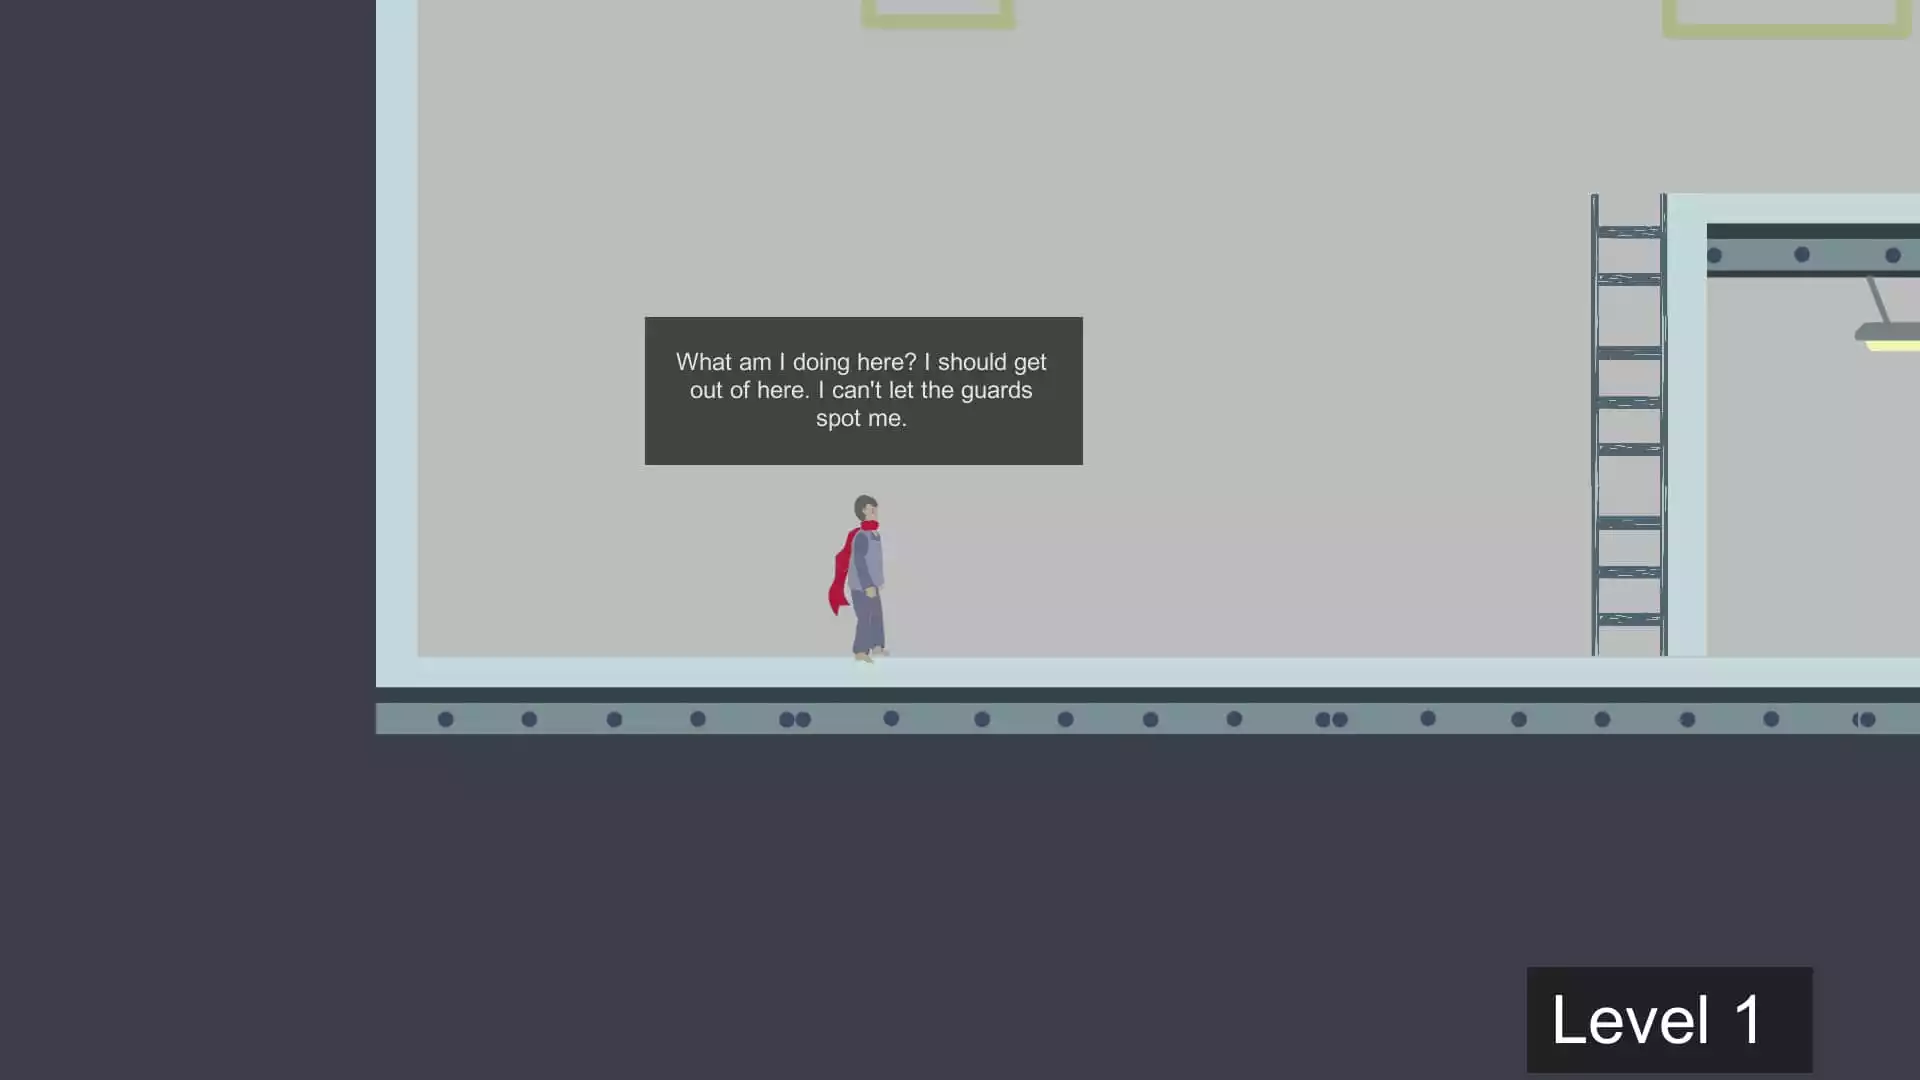 What am I doing here? I should get
out of here. I can't let the guards
spot me.
Level 1